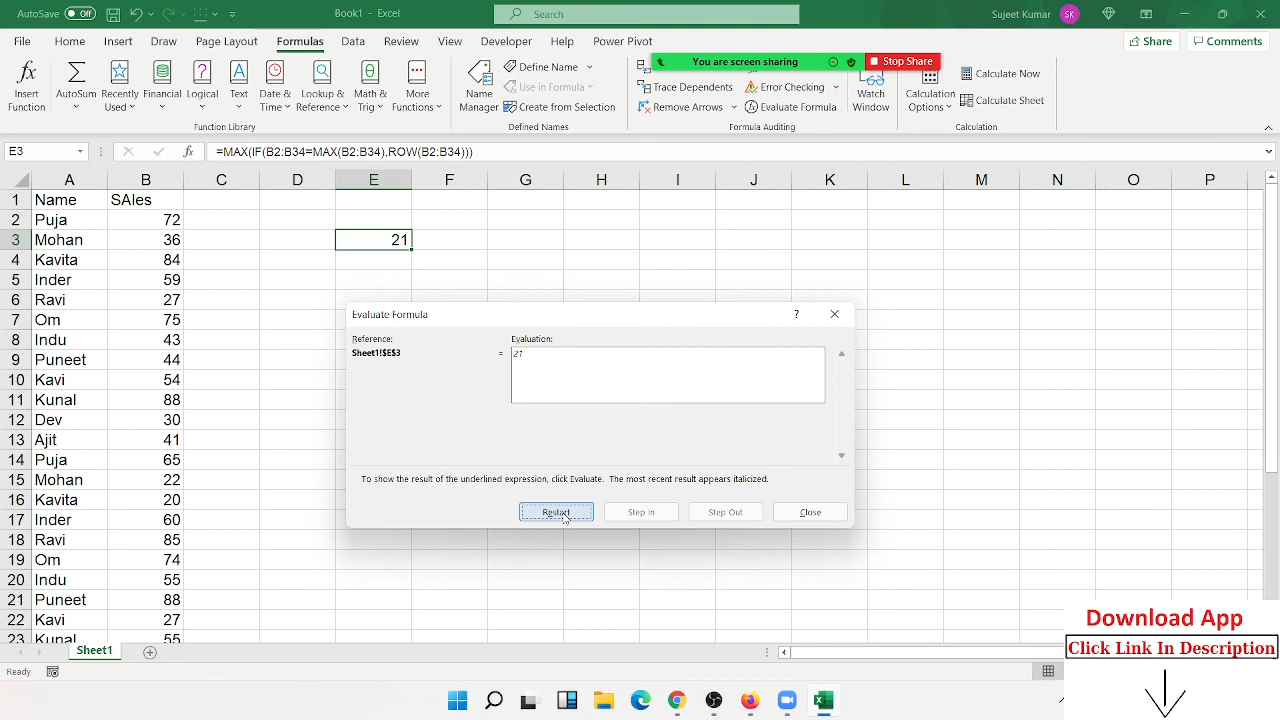 AutoSave Off Book1 - Excel Search Sujeet Kumar SK
File Home Insert Draw Page Layout Formulas Data Review View Developer Help Power Pivot Share Comments
You are screen sharing Stop Share
Insert Function
AutoSum
Recently Used
Financial
Logical
Text
Date & Time
Lookup & Reference
Math & Trig
More Functions
Function Library
Name Manager
Define Name
Use in Formula
Create from Selection
Defined Names
Trace Dependents
Remove Arrows
Error Checking
Evaluate Formula
Formula Auditing
Watch Window
Calculation Options
Calculate Now
Calculate Sheet
Calculation
E3 fx =MAX(IF(B2:B34=MAX(B2:B34),ROW(B2:B34)))
A B C D E F G H I J K L M N O P
1 Name SAles
2 Puja 72
3 Mohan 36 21
4 Kavita 84
5 Inder 59
6 Ravi 27
7 Om 75
8 Indu 43
9 Puneet 44
10 Kavi 54
11 Kunal 88
12 Dev 30
13 Ajit 41
14 Puja 65
15 Mohan 22
16 Kavita 20
17 Inder 60
18 Ravi 85
19 Om 74
20 Indu 55
21 Puneet 88
22 Kavi 27
23 Kunal 55
Evaluate Formula ?
Reference: Evaluation:
Sheet1!$E$3 = 21
To show the result of the underlined expression, click Evaluate. The most recent result appears italicized.
Restart Step In Step Out Close
Download App
Click Link In Description
Sheet1
Ready